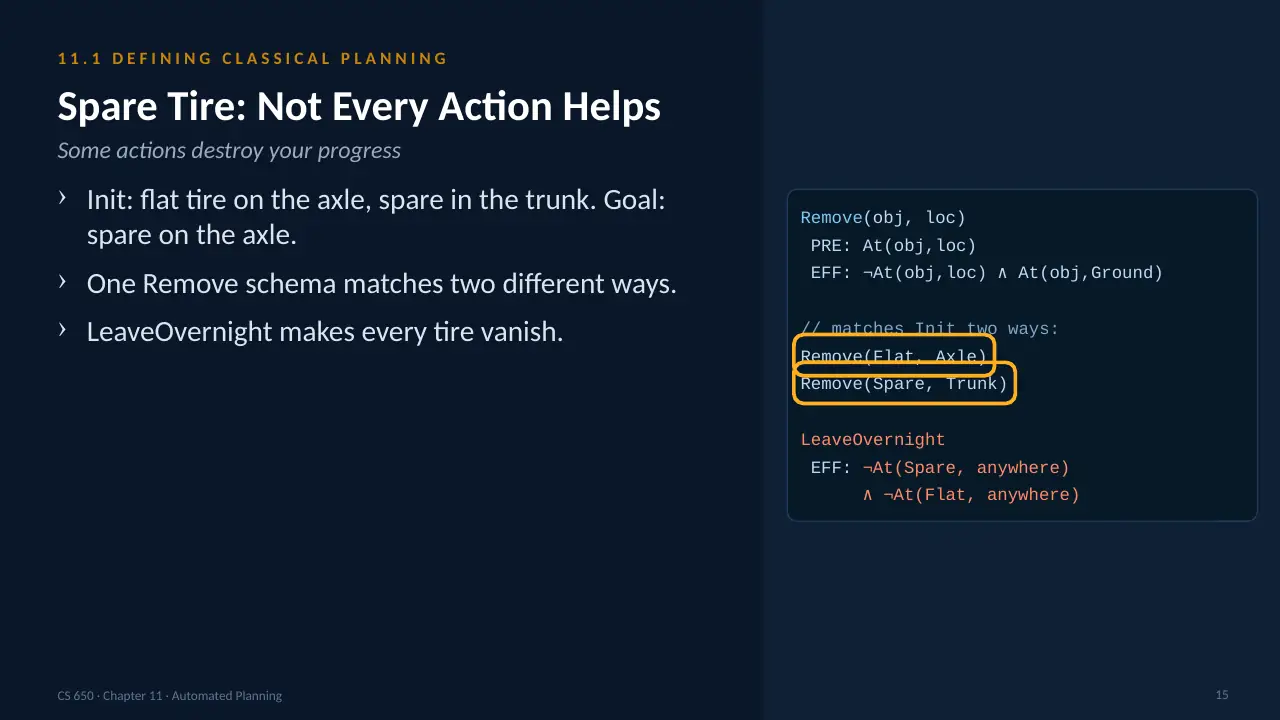 11.1 DEFINING CLASSICAL PLANNING
Spare Tire: Not Every Action Helps
Some actions destroy your progress
› Init: flat tire on the axle, spare in the trunk. Goal:
spare on the axle.
› One Remove schema matches two different ways.
› LeaveOvernight makes every tire vanish.
Remove(obj, loc)
PRE: At(obj,loc)
EFF: ¬At(obj,loc) ∧ At(obj,Ground)
// matches Init two ways:
Remove(Flat, Axle)
Remove(Spare, Trunk)
LeaveOvernight
EFF: ¬At(Spare, anywhere)
∧ ¬At(Flat, anywhere)
CS 650 · Chapter 11 · Automated Planning
15